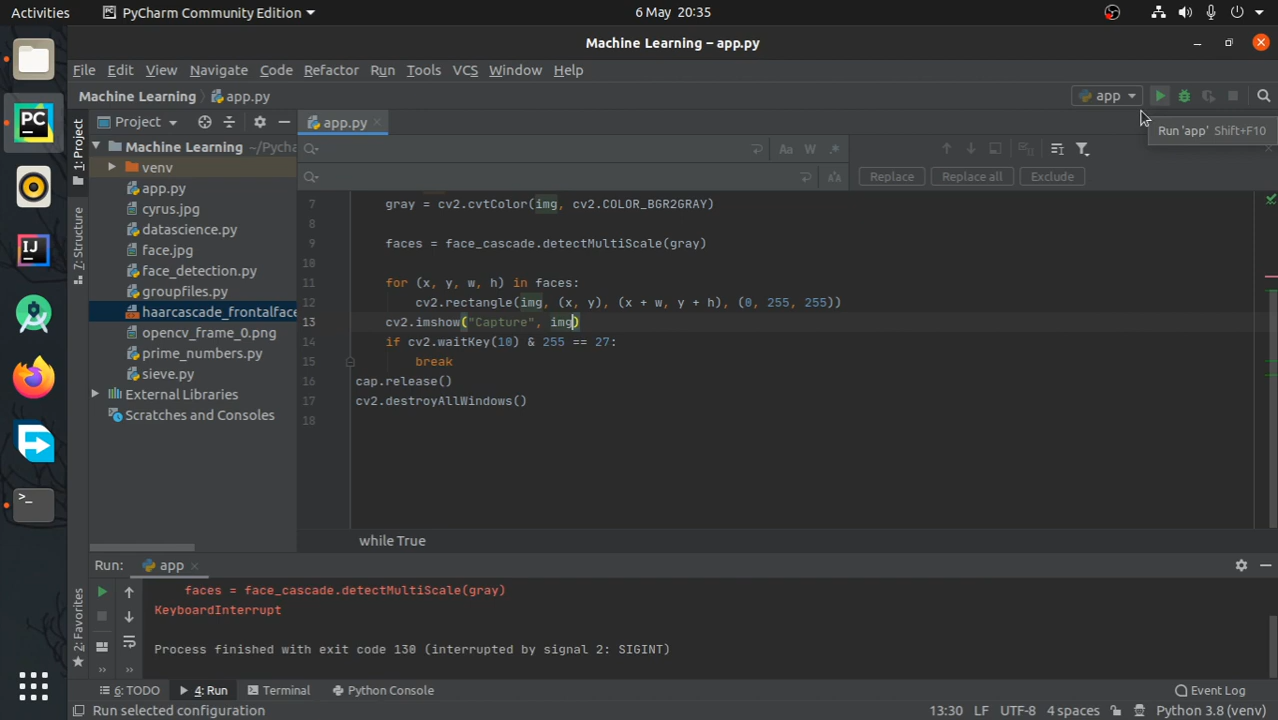 Activities PyCharm Community Edition 6 May 20:35
Machine Learning – app.py
File Edit View Navigate Code Refactor Run Tools VCS Window Help
Machine Learning app.py app
1: Project Project app.py Run 'app' Shift+F10
Machine Learning ~/Pycha
Aa W .*
venv
Replace Replace all Exclude
app.py
7 gray = cv2.cvtColor(img, cv2.COLOR_BGR2GRAY)
cyrus.jpg
8
datascience.py
9 faces = face_cascade.detectMultiScale(gray)
face.jpg
10
face_detection.py
11 for (x, y, w, h) in faces:
groupfiles.py
12 cv2.rectangle(img, (x, y), (x + w, y + h), (0, 255, 255))
haarcascade_frontalface
13 cv2.imshow("Capture", img)
opencv_frame_0.png
14 if cv2.waitKey(10) & 255 == 27:
prime_numbers.py
15 break
sieve.py
16 cap.release()
External Libraries
17 cv2.destroyAllWindows()
Scratches and Consoles
18
7: Structure
while True
Run: app
faces = face_cascade.detectMultiScale(gray)
KeyboardInterrupt
Process finished with exit code 130 (interrupted by signal 2: SIGINT)
2: Favorites
6: TODO 4: Run Terminal Python Console Event Log
Run selected configuration 13:30 LF UTF-8 4 spaces Python 3.8 (venv)